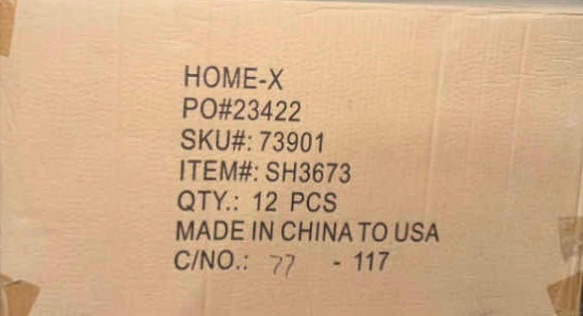 HOME-X
PO#23422
SKU#: 73901
ITEM#: SH3673
QTY.: 12 PCS
MADE IN CHINA TO USA
C/NO.: 77 - 117